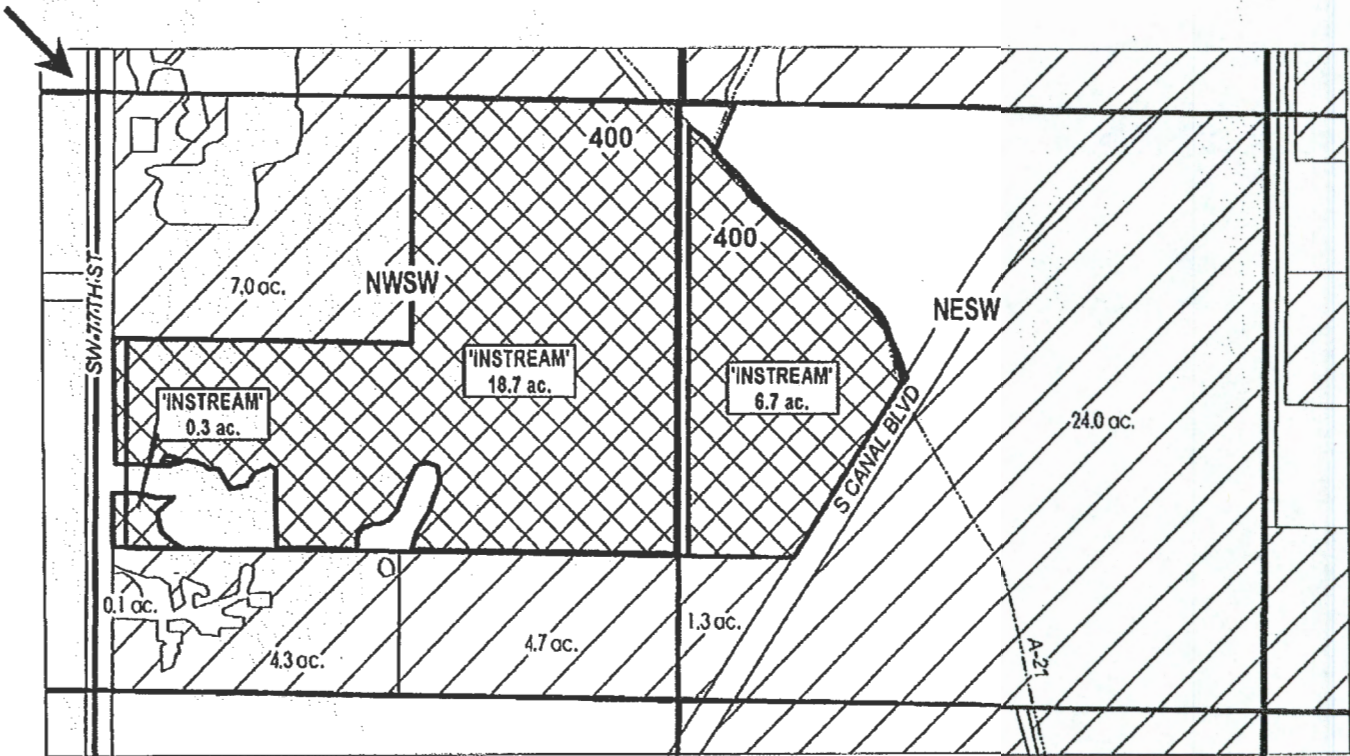 400
400
7.0 ac.
NWSW
NESW
SW 77TH ST
'INSTREAM'
18.7 ac.
'INSTREAM'
6.7 ac.
'INSTREAM'
0.3 ac.
24.0 ac.
S CANAL BLVD
0.1 ac.
4.3 ac.
4.7 ac.
1.3 ac.
A-21